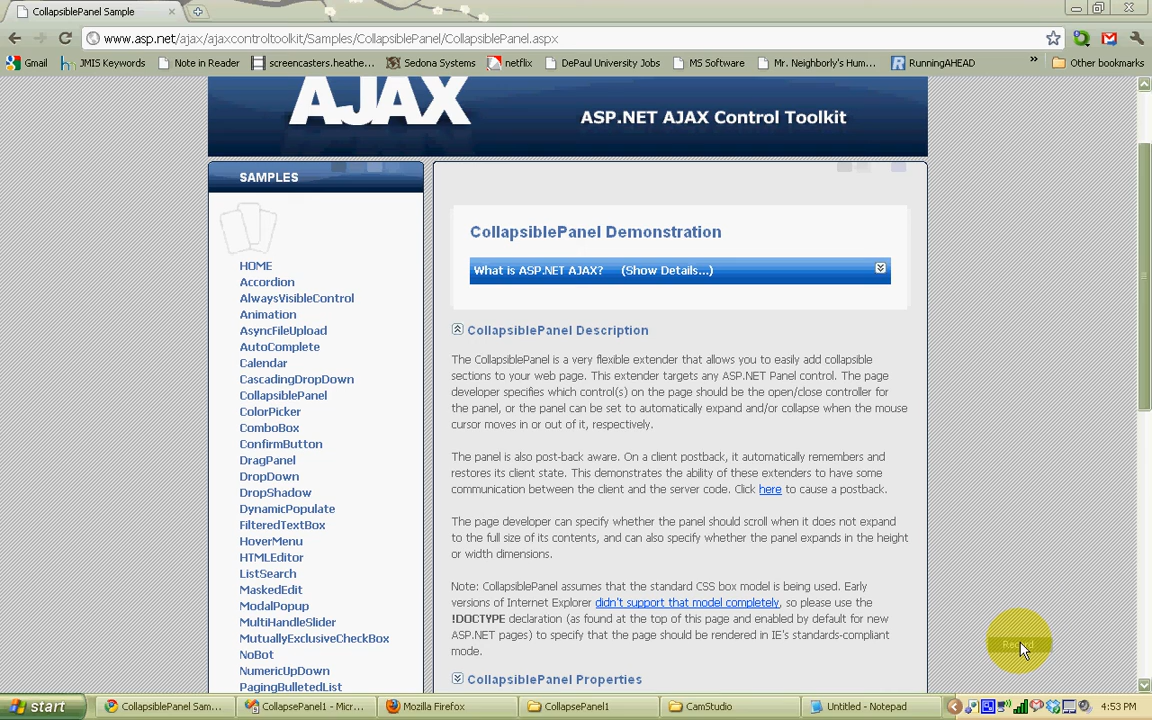 CollapsiblePanel Sample
www.asp.net/ajax/ajaxcontroltoolkit/Samples/CollapsiblePanel/CollapsiblePanel.aspx
Gmail JMIS Keywords Note in Reader screencasters.heathe... Sedona Systems netflix DePaul University Jobs MS Software Mr. Neighborly's Hum... RunningAHEAD » Other bookmarks
AJAX
ASP.NET AJAX Control Toolkit
SAMPLES
HOME
Accordion
AlwaysVisibleControl
Animation
AsyncFileUpload
AutoComplete
Calendar
CascadingDropDown
CollapsiblePanel
ColorPicker
ComboBox
ConfirmButton
DragPanel
DropDown
DropShadow
DynamicPopulate
FilteredTextBox
HoverMenu
HTMLEditor
ListSearch
MaskedEdit
ModalPopup
MultiHandleSlider
MutuallyExclusiveCheckBox
NoBot
NumericUpDown
PagingBulletedList
CollapsiblePanel Demonstration
What is ASP.NET AJAX? (Show Details...)
CollapsiblePanel Description
The CollapsiblePanel is a very flexible extender that allows you to easily add collapsible
sections to your web page. This extender targets any ASP.NET Panel control. The page
developer specifies which control(s) on the page should be the open/close controller for
the panel, or the panel can be set to automatically expand and/or collapse when the mouse
cursor moves in or out of it, respectively.
The panel is also post-back aware. On a client postback, it automatically remembers and
restores its client state. This demonstrates the ability of these extenders to have some
communication between the client and the server code. Click here to cause a postback.
The page developer can specify whether the panel should scroll when it does not expand
to the full size of its contents, and can also specify whether the panel expands in the height
or width dimensions.
Note: CollapsiblePanel assumes that the standard CSS box model is being used. Early
versions of Internet Explorer didn't support that model completely, so please use the
!DOCTYPE declaration (as found at the top of this page and enabled by default for new
ASP.NET pages) to specify that the page should be rendered in IE's standards-compliant
mode.
CollapsiblePanel Properties
Record
start CollapsiblePanel Sam... CollapsePanel1 - Micr... Mozilla Firefox CollapsePanel1 CamStudio Untitled - Notepad 4:53 PM